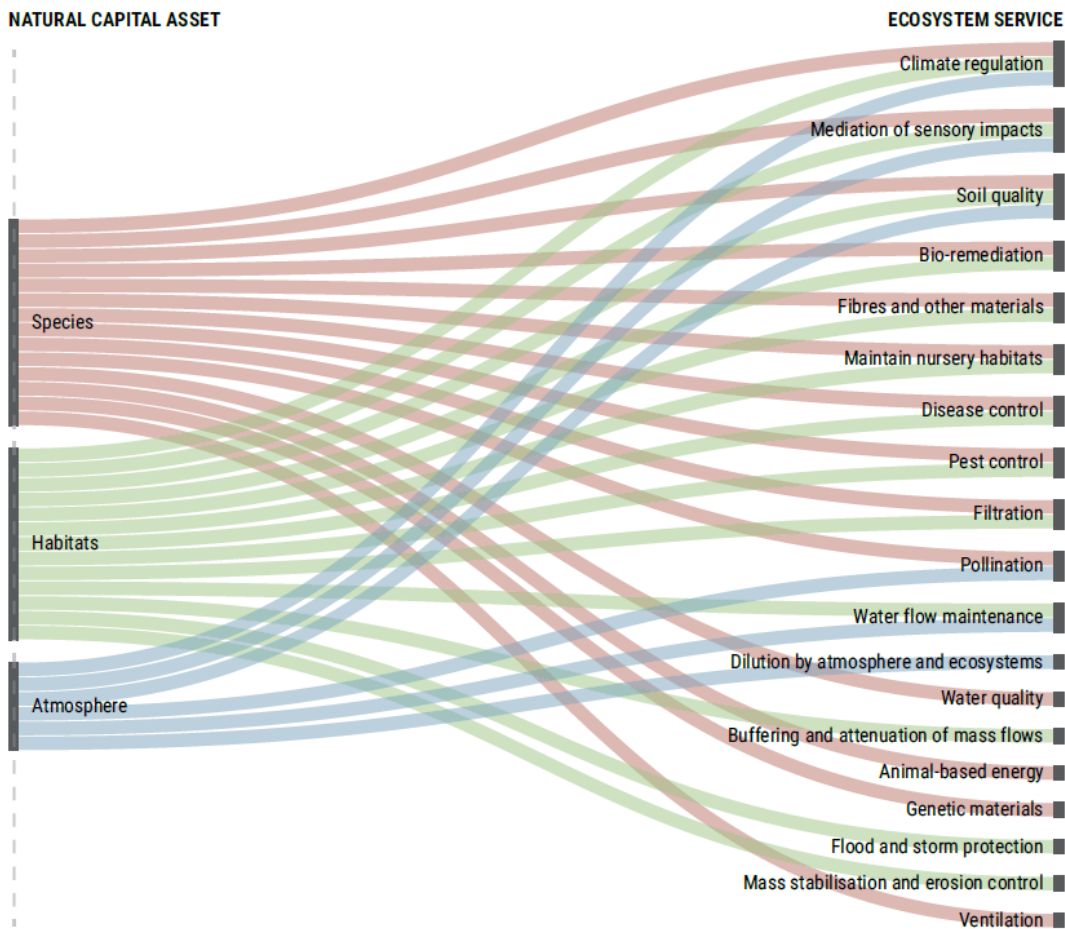 NATURAL CAPITAL ASSET
ECOSYSTEM SERVICE
Species
Habitats
Atmosphere
Climate regulation
Mediation of sensory impacts
Soil quality
Bio-remediation
Fibres and other materials
Maintain nursery habitats
Disease control
Pest control
Filtration
Pollination
Water flow maintenance
Dilution by atmosphere and ecosystems
Water quality
Buffering and attenuation of mass flows
Animal-based energy
Genetic materials
Flood and storm protection
Mass stabilisation and erosion control
Ventilation